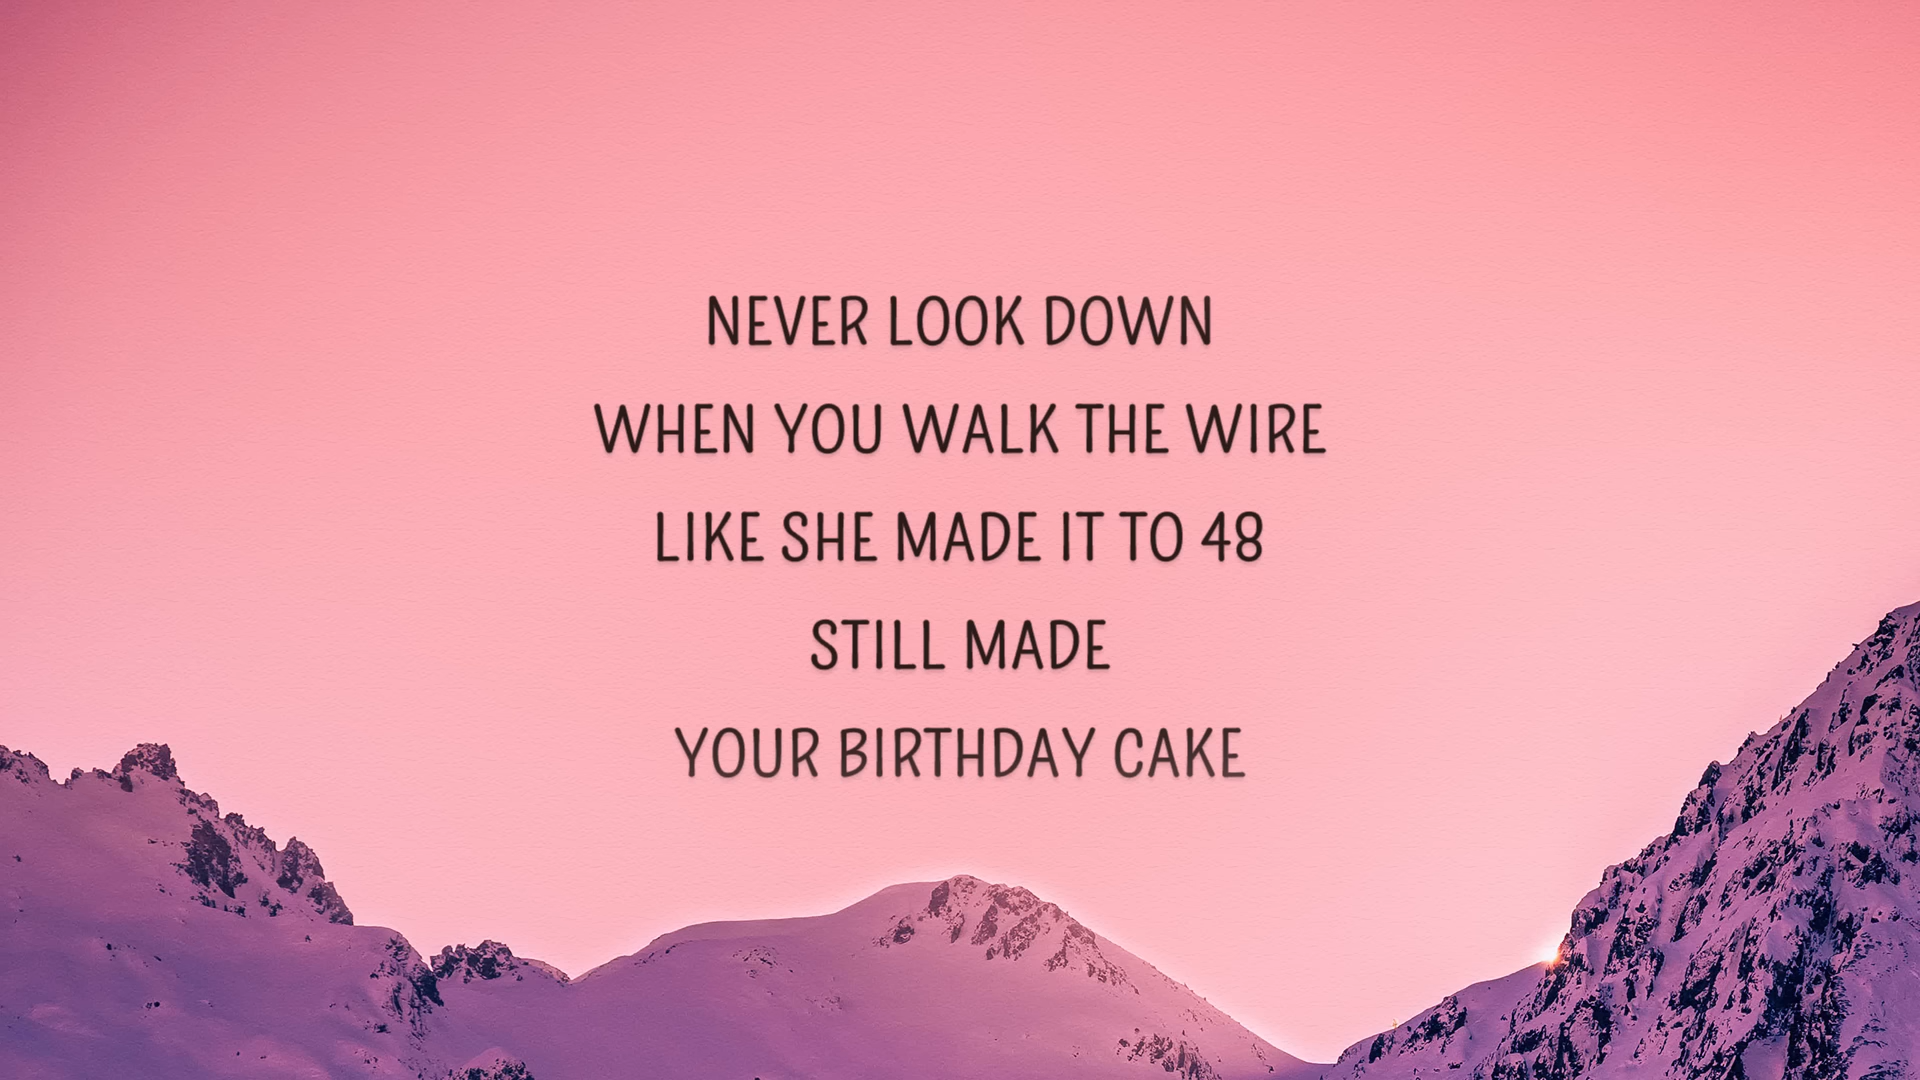 NEVER LOOK DOWN
WHEN YOU WALK THE WIRE
LIKE SHE MADE IT TO 48
STILL MADE
YOUR BIRTHDAY CAKE